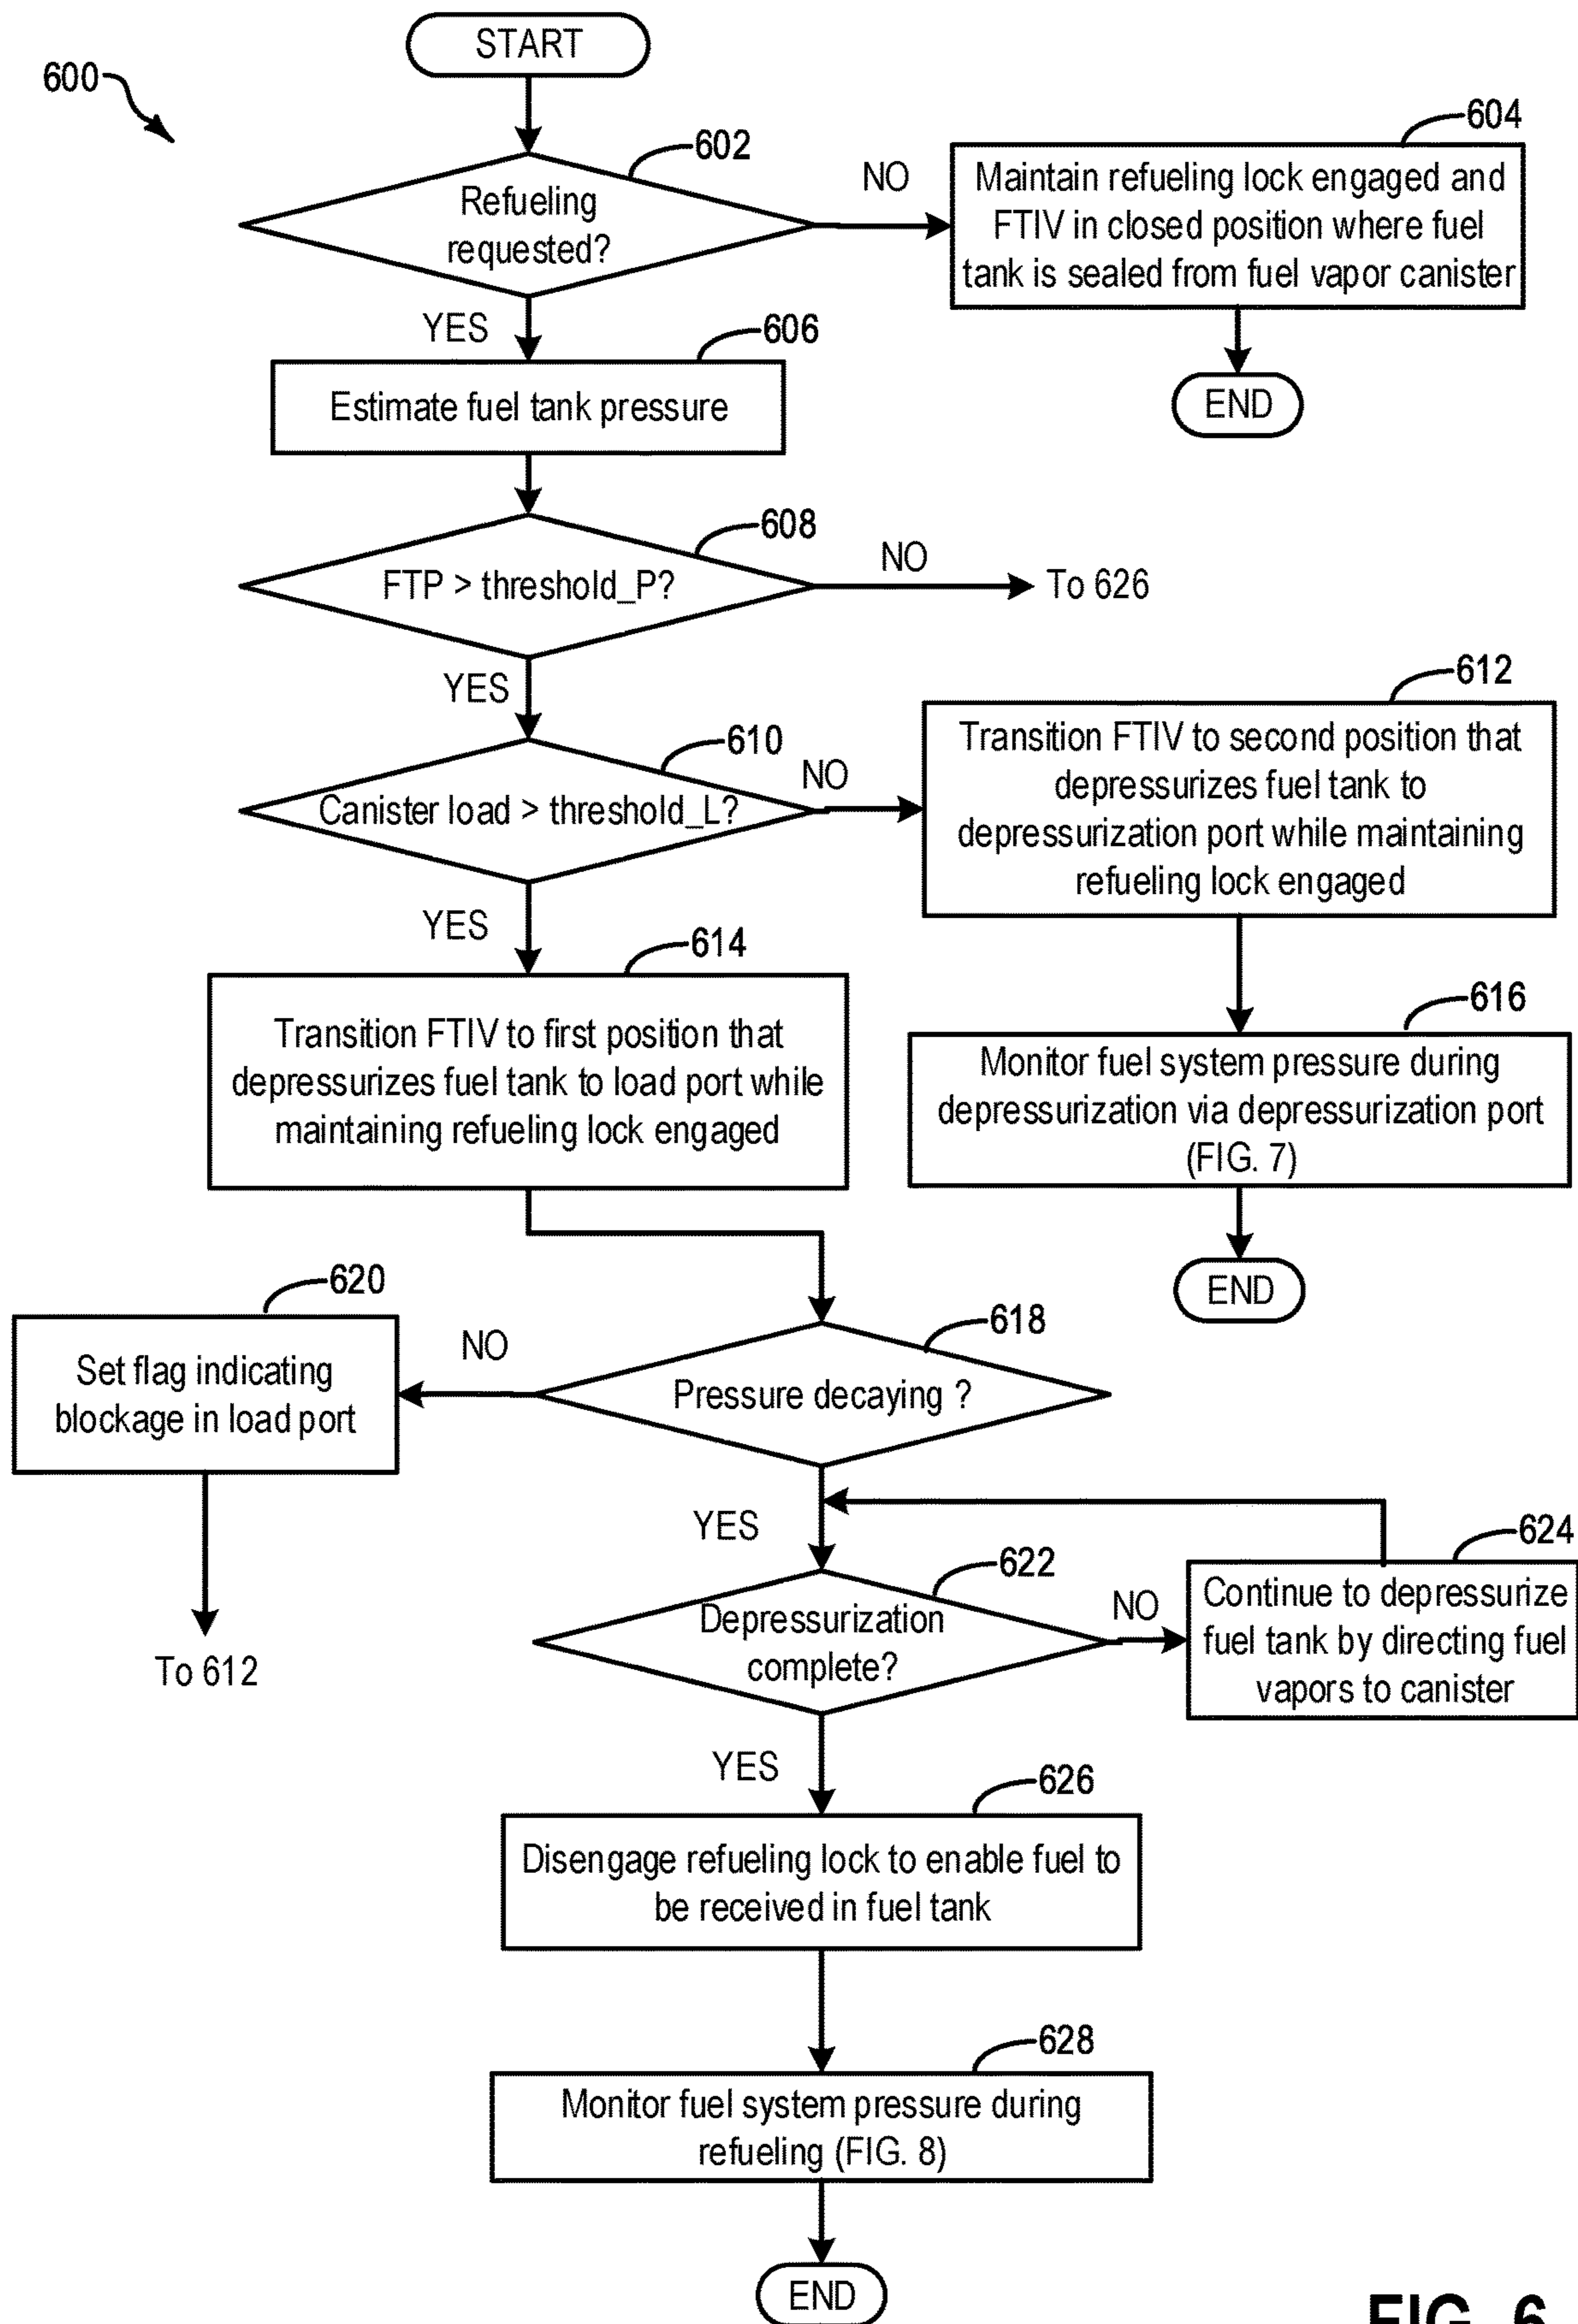 START
600
602
Refueling
requested?
NO
604
Maintain refueling lock engaged and
FTIV in closed position where fuel
tank is sealed from fuel vapor canister
END
YES
606
Estimate fuel tank pressure
608
FTP > threshold_P?
NO
To 626
YES
610
Canister load > threshold_L?
NO
612
Transition FTIV to second position that
depressurizes fuel tank to
depressurization port while maintaining
refueling lock engaged
YES
614
Transition FTIV to first position that
depressurizes fuel tank to load port while
maintaining refueling lock engaged
616
Monitor fuel system pressure during
depressurization via depressurization port
(FIG. 7)
END
618
Pressure decaying ?
NO
620
Set flag indicating
blockage in load port
To 612
YES
622
Depressurization
complete?
NO
624
Continue to depressurize
fuel tank by directing fuel
vapors to canister
YES
626
Disengage refueling lock to enable fuel to
be received in fuel tank
628
Monitor fuel system pressure during
refueling (FIG. 8)
END
FIG. 6